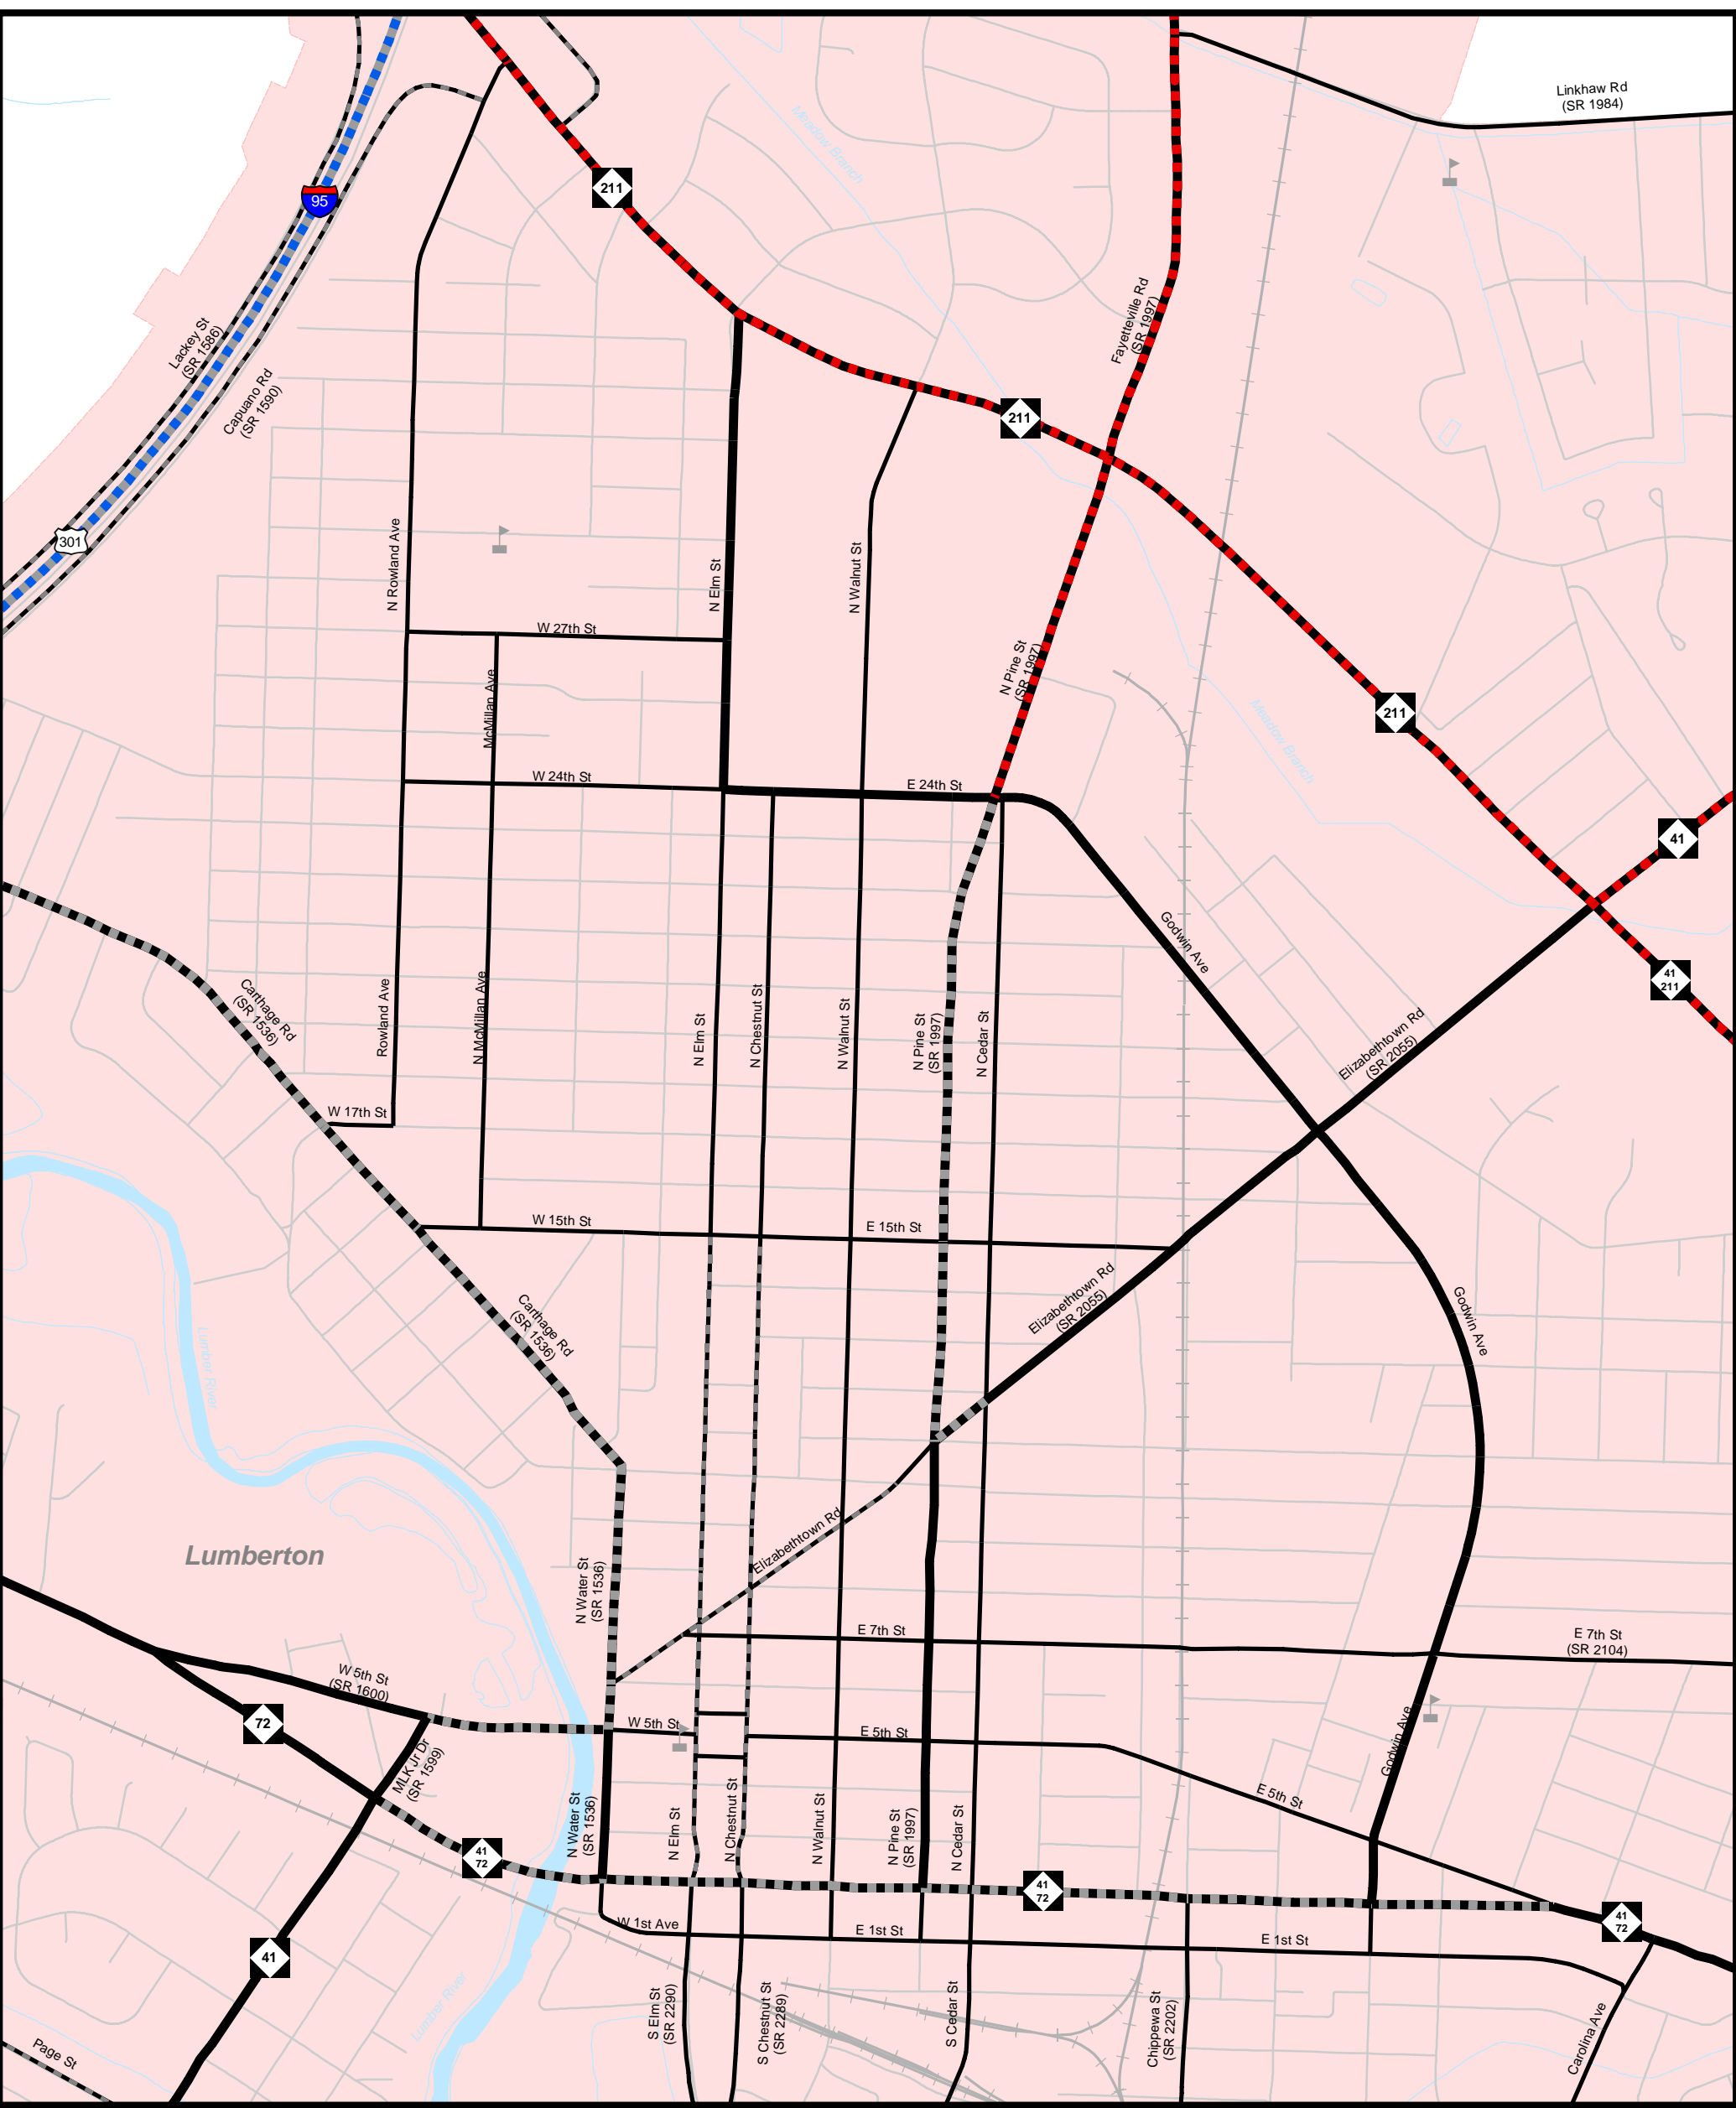 Linkhaw Rd
(SR 1984)
Meadow Branch
211
95
Fayetteville Rd
(SR 1997)
Lackey St
(SR 1586)
Capuano Rd
(SR 1590)
211
301
N Rowland Ave
N Elm St
N Walnut St
W 27th St
N Pine St
(SR 1997)
McMillan Ave
211
Meadow Branch
W 24th St
E 24th St
41
Godwin Ave
41
211
Carthage Rd
(SR 1536)
Rowland Ave
N McMillan Ave
N Elm St
N Chestnut St
N Walnut St
N Pine St
(SR 1997)
N Cedar St
Elizabethtown Rd
(SR 2055)
W 17th St
W 15th St
E 15th St
Elizabethtown Rd
(SR 2055)
Godwin Ave
Carthage Rd
(SR 1536)
Lumber River
Lumberton
Elizabethtown Rd
N Water St
(SR 1536)
E 7th St
E 7th St
(SR 2104)
W 5th St
(SR 1600)
72
W 5th St
E 5th St
MLK Jr Dr
(SR 1599)
Godwin Ave
E 5th St
N Water St
(SR 1536)
N Elm St
N Chestnut St
N Walnut St
N Pine St
(SR 1997)
N Cedar St
41
72
41
72
41
72
W 1st Ave
E 1st St
E 1st St
41
Lumber River
S Elm St
(SR 2290)
S Chestnut St
(SR 2289)
S Cedar St
Chippewa St
(SR 2202)
Carolina Ave
Page St